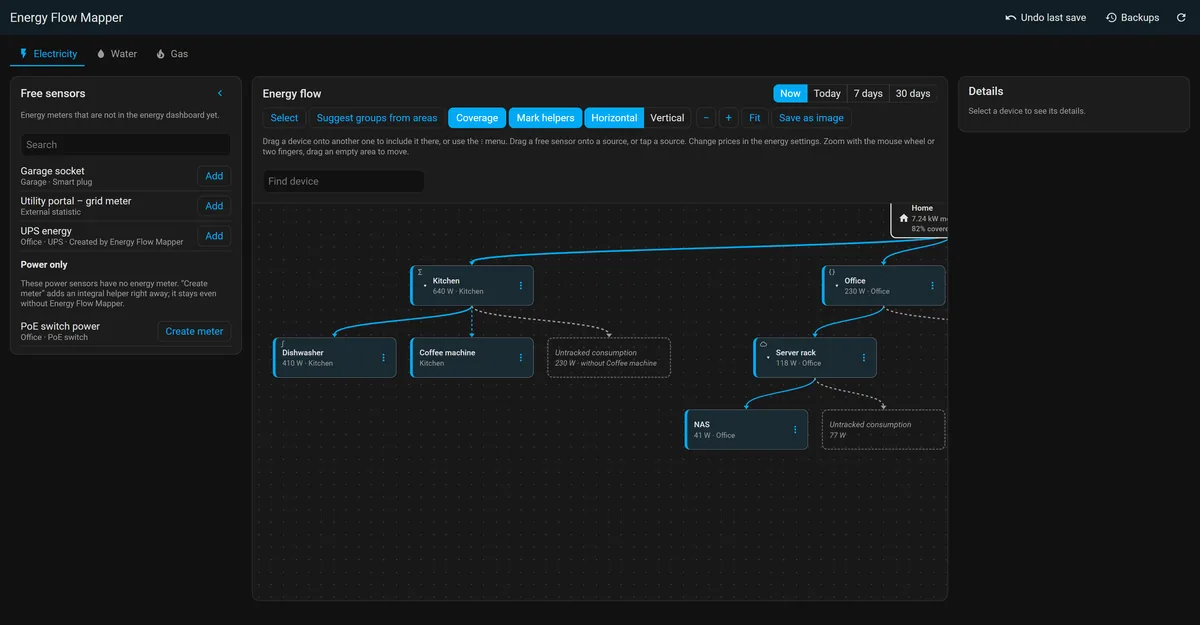 Energy Flow Mapper
Undo last save
Backups
Electricity
Water
Gas
Free sensors
Energy meters that are not in the energy dashboard yet.
Search
Garage socket
Garage · Smart plug
Add
Utility portal – grid meter
External statistic
Add
UPS energy
Office · UPS · Created by Energy Flow Mapper
Add
Power only
These power sensors have no energy meter. "Create
meter" adds an integral helper right away; it stays even
without Energy Flow Mapper.
PoE switch power
Office · PoE switch
Create meter
Energy flow
Now
Today
7 days
30 days
Select
Suggest groups from areas
Coverage
Mark helpers
Horizontal
Vertical
−
+
Fit
Save as image
Drag a device onto another one to include it there, or use the ⋮ menu. Drag a free sensor onto a source, or tap a source. Change prices in the energy settings. Zoom with the mouse wheel or
two fingers, drag an empty area to move.
Find device
Home
7.24 kW
82%
Σ
Kitchen
640 W · Kitchen
{}
Office
230 W · Office
∫
Dishwasher
410 W · Kitchen
Coffee machine
Kitchen
Untracked consumption
230 W · without Coffee machine
Server rack
118 W · Office
NAS
41 W · Office
Untracked consumption
77 W
Details
Select a device to see its details.